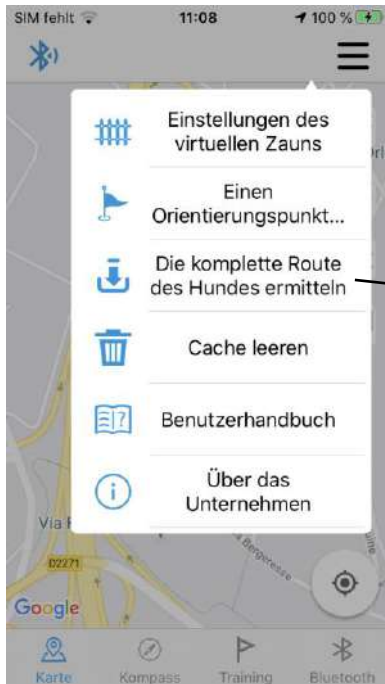 SIM fehlt 11:08 100 %
Einstellungen des
virtuellen Zauns
Einen
Orientierungspunkt...
Die komplette Route
des Hundes ermitteln
Cache leeren
?
Benutzerhandbuch
i
Über das
Unternehmen
Via
D2271
Bergeresse
Google
Karte Kompass Training Bluetooth